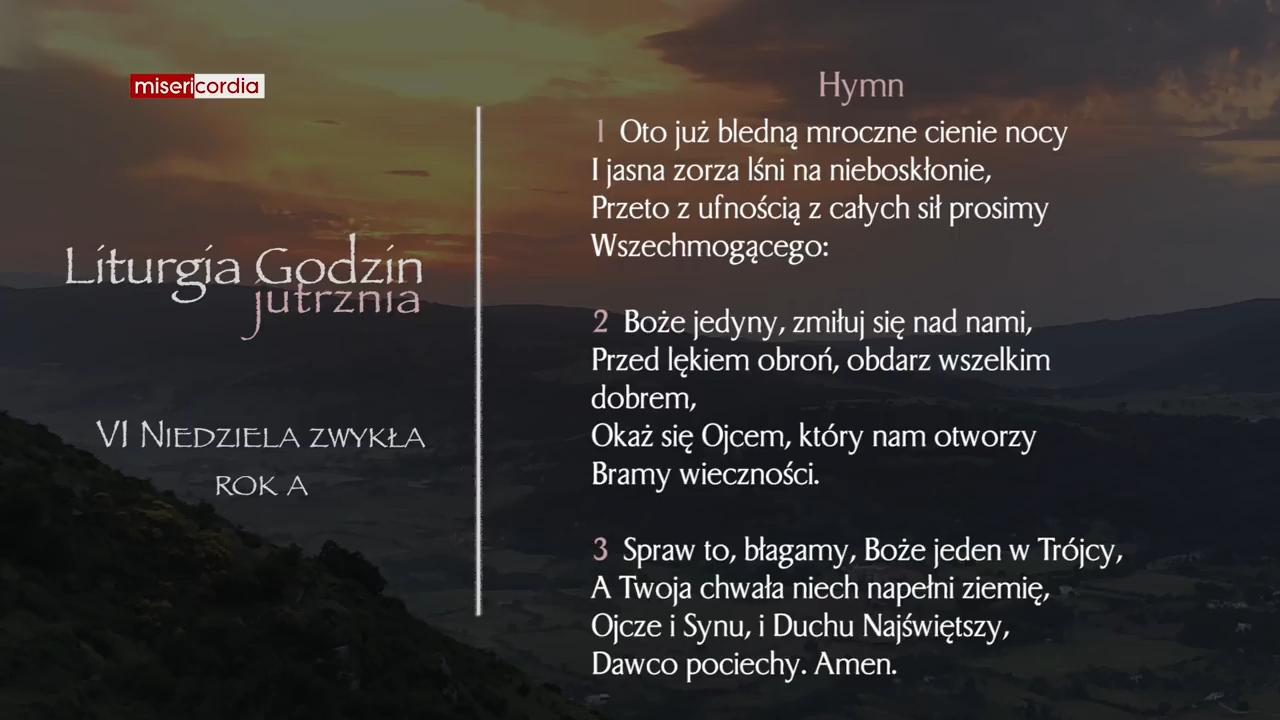 misericordia
Liturgia Godzin
jutrznia
VI Niedziela zwykła
rok A
Hymn
1 Oto już bledną mroczne cienie nocy
I jasna zorza lśni na nieboskłonie,
Przeto z ufnością z całych sił prosimy
Wszechmogącego:
2 Boże jedyny, zmiłuj się nad nami,
Przed lękiem obroń, obdarz wszelkim
dobrem,
Okaż się Ojcem, który nam otworzy
Bramy wieczności.
3 Spraw to, błagamy, Boże jeden w Trójcy,
A Twoja chwała niech napełni ziemię,
Ojcze i Synu, i Duchu Najświętszy,
Dawco pociechy. Amen.